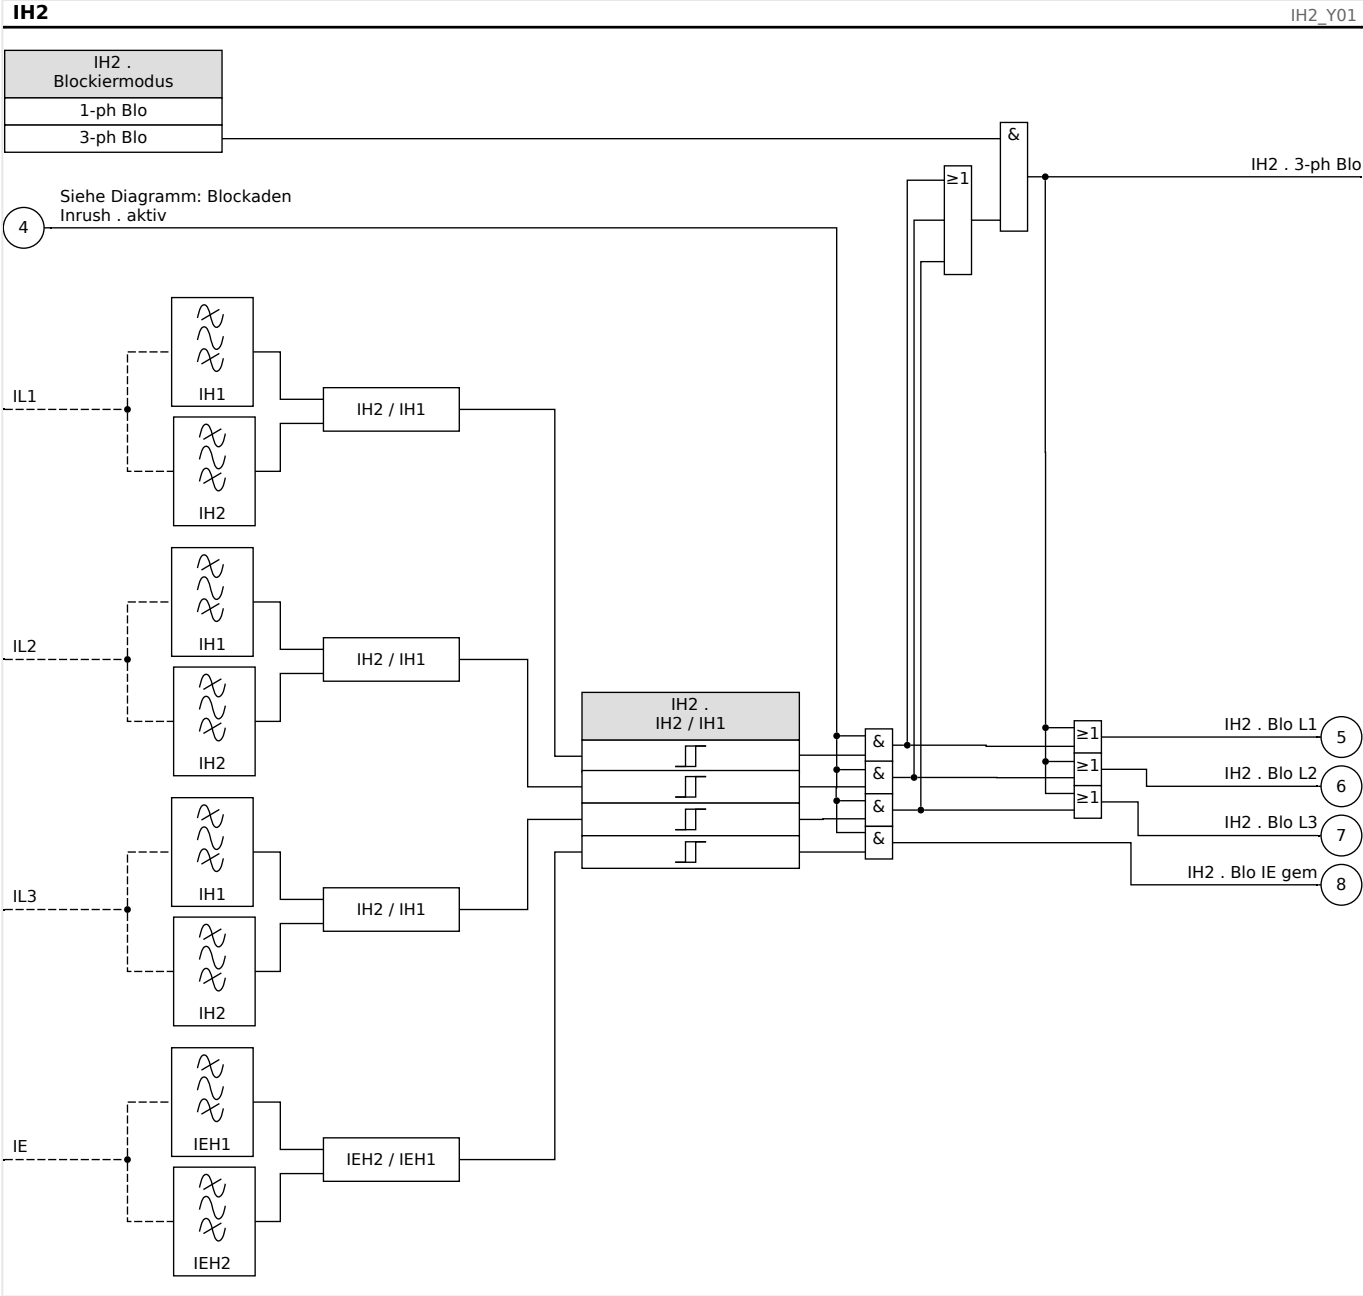 IH2
IH2_Y01
IH2 .
Blockiermodus
1-ph Blo
3-ph Blo
&
IH2 . 3-ph Blo
≥1
Siehe Diagramm: Blockaden
Inrush . aktiv
4
IH1
IL1
IH2 / IH1
IH2
IH1
IL2
IH2 / IH1
IH2
IH2 .
IH2 / IH1
&
&
&
&
≥1
≥1
≥1
IH2 . Blo L1
5
IH2 . Blo L2
6
IH2 . Blo L3
7
IH2 . Blo IE gem
8
IH1
IL3
IH2 / IH1
IH2
IEH1
IE
IEH2 / IEH1
IEH2